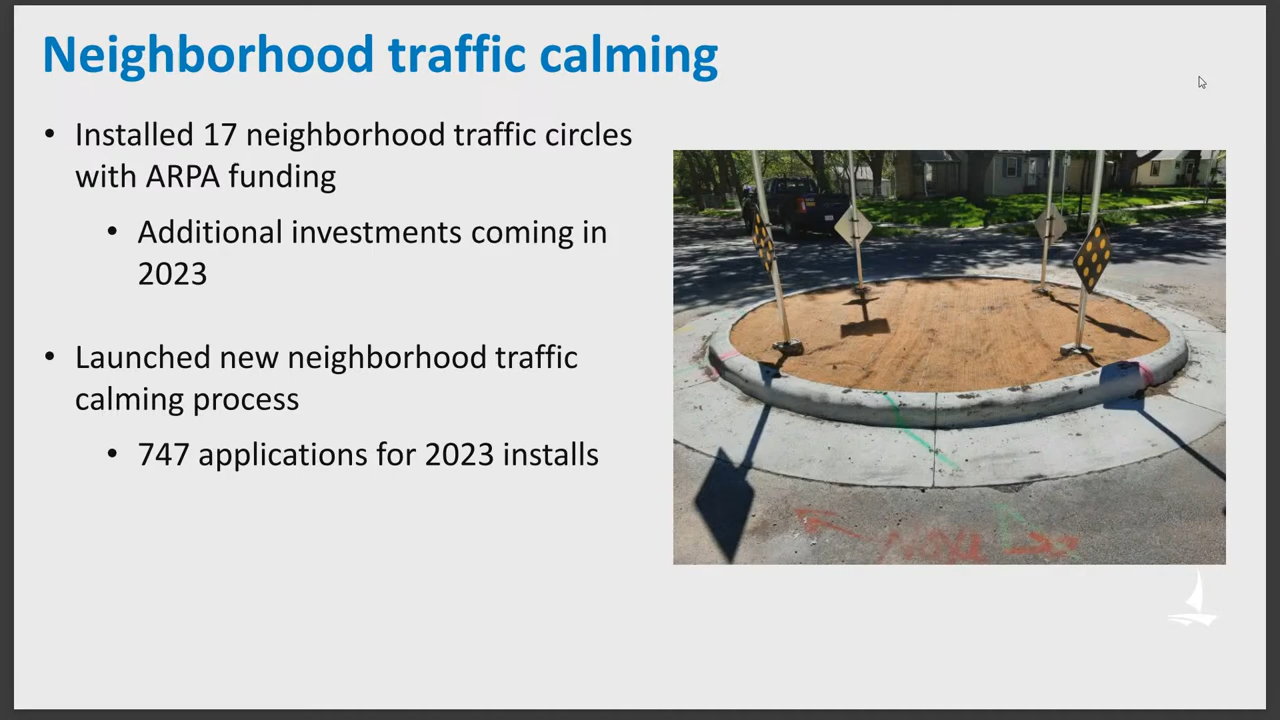 Neighborhood traffic calming
• Installed 17 neighborhood traffic circles
with ARPA funding
• Additional investments coming in
2023
• Launched new neighborhood traffic
calming process
• 747 applications for 2023 installs